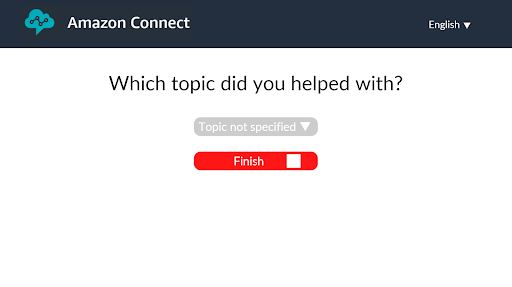 Amazon Connect
English
Which topic did you helped with?
Topic not specified
Finish